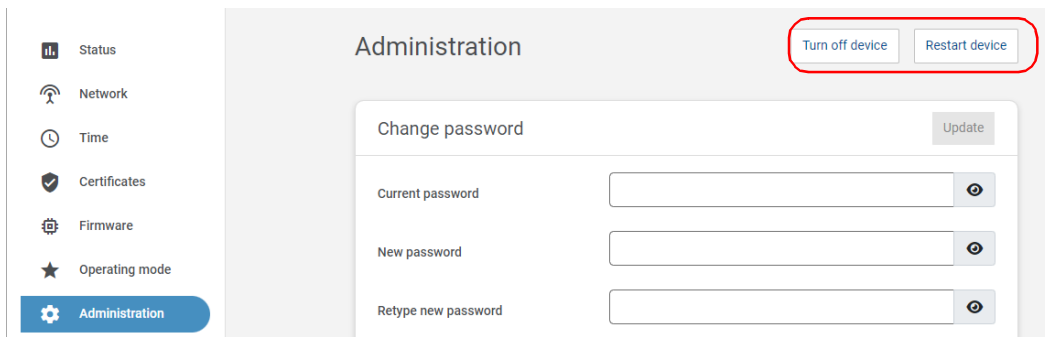 Status
Network
Time
Certificates
Firmware
Operating mode
Administration
Administration
Turn off device
Restart device
Change password
Update
Current password
New password
Retype new password